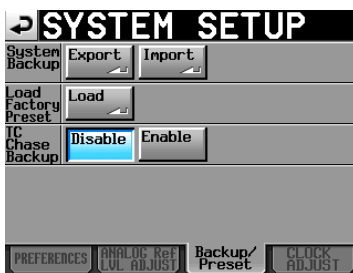 SYSTEM SETUP
System
Backup
Export Import
Load
Factory
Preset
Load
TC
Chase
Backup
Disable Enable
PREFERENCES
ANALOG Ref
LVL ADJUST
Backup/
Preset
CLOCK
ADJUST